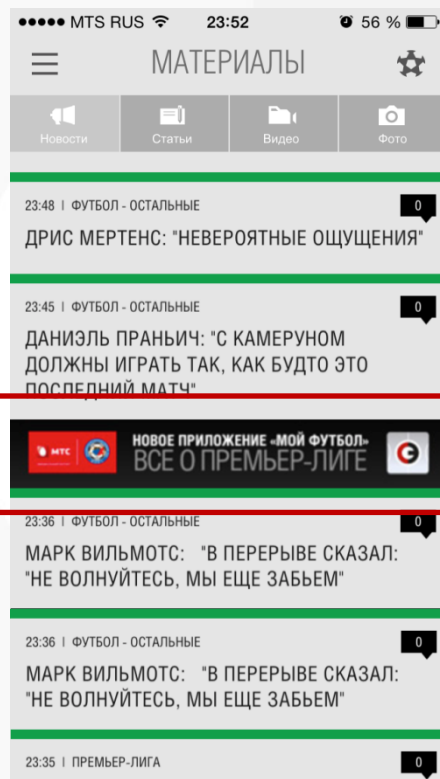 MTS RUS 23:52 56 %
МАТЕРИАЛЫ
Новости Статьи Видео Фото
23:48 | ФУТБОЛ - ОСТАЛЬНЫЕ 0
ДРИС МЕРТЕНС: "НЕВЕРОЯТНЫЕ ОЩУЩЕНИЯ"
23:45 | ФУТБОЛ - ОСТАЛЬНЫЕ 0
ДАНИЭЛЬ ПРАНЬИЧ: "С КАМЕРУНОМ
ДОЛЖНЫ ИГРАТЬ ТАК, КАК БУДТО ЭТО
ПОСЛЕДНИЙ МАТЧ"
МТС НОВОЕ ПРИЛОЖЕНИЕ «МОЙ ФУТБОЛ»
ВСЕ О ПРЕМЬЕР-ЛИГЕ
23:36 | ФУТБОЛ - ОСТАЛЬНЫЕ 0
МАРК ВИЛЬМОТС: "В ПЕРЕРЫВЕ СКАЗАЛ:
"НЕ ВОЛНУЙТЕСЬ, МЫ ЕЩЕ ЗАБЬЕМ"
23:36 | ФУТБОЛ - ОСТАЛЬНЫЕ 0
МАРК ВИЛЬМОТС: "В ПЕРЕРЫВЕ СКАЗАЛ:
"НЕ ВОЛНУЙТЕСЬ, МЫ ЕЩЕ ЗАБЬЕМ"
23:35 | ПРЕМЬЕР-ЛИГА 0